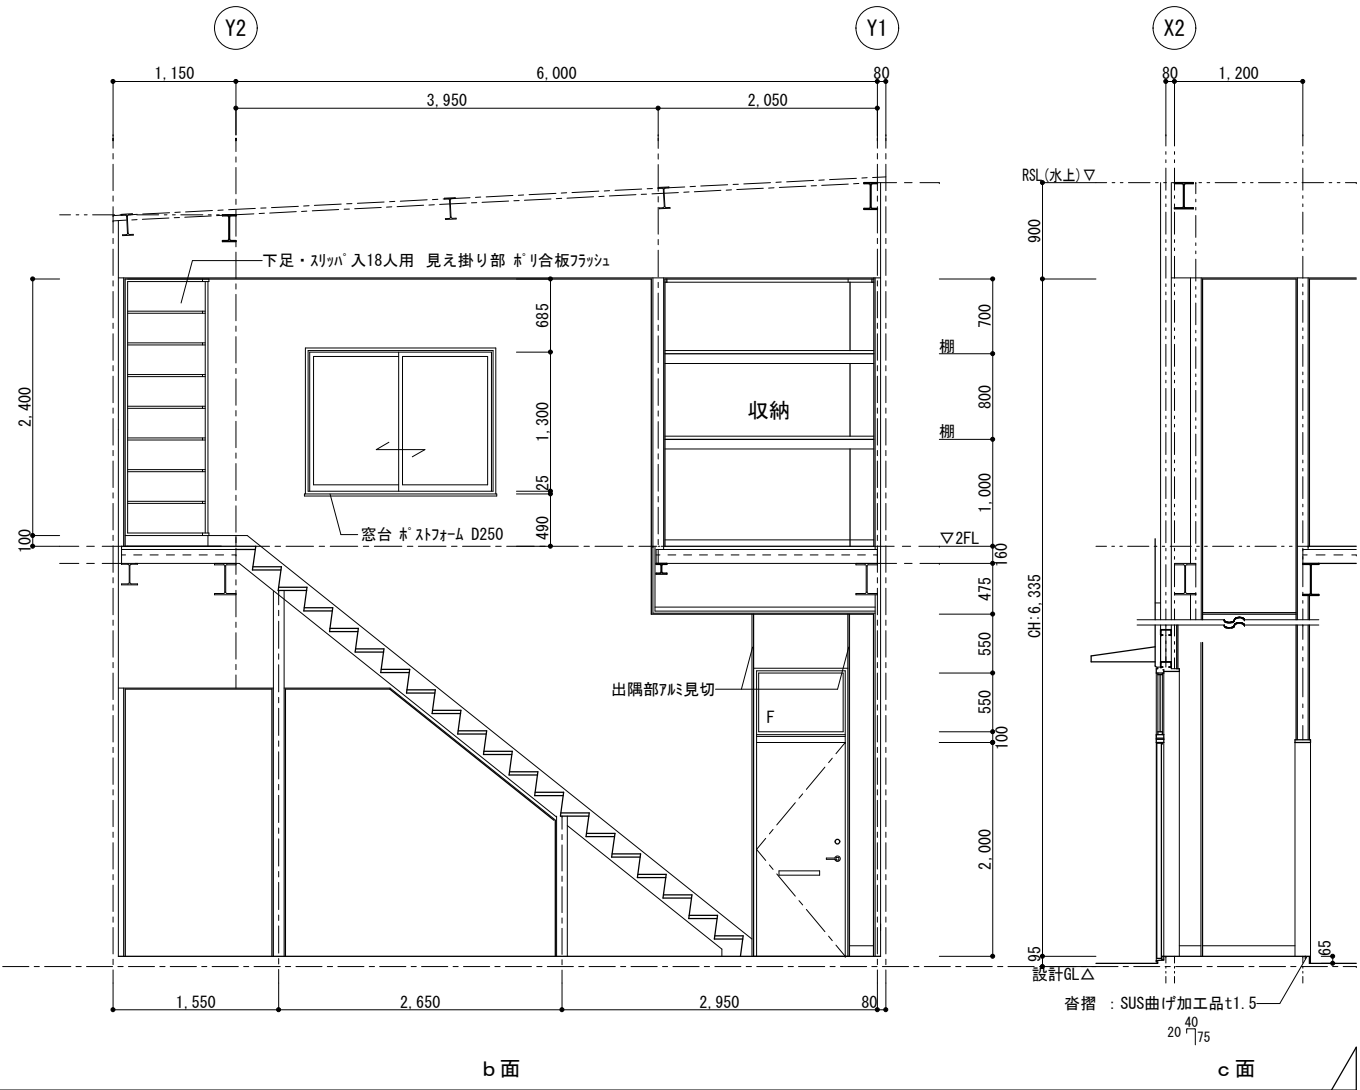 Y2
Y1
X2
1,150
6,000
80
80
1,200
3,950
2,050
RSL(水上)▽
900
下足・スリッパ入18人用 見え掛り部 ポリ合板フラッシュ
685
700
棚
2,400
1,300
収納
800
棚
25
1,000
490
窓台 ポストフォーム D250
100
▽2FL
160
475
CH:6,335
550
出隅部アルミ見切
550
F
100
2,000
95
65
設計GL△
1,550
2,650
2,950
80
沓摺 :SUS曲げ加工品t1.5
40
20
75
b面
c面